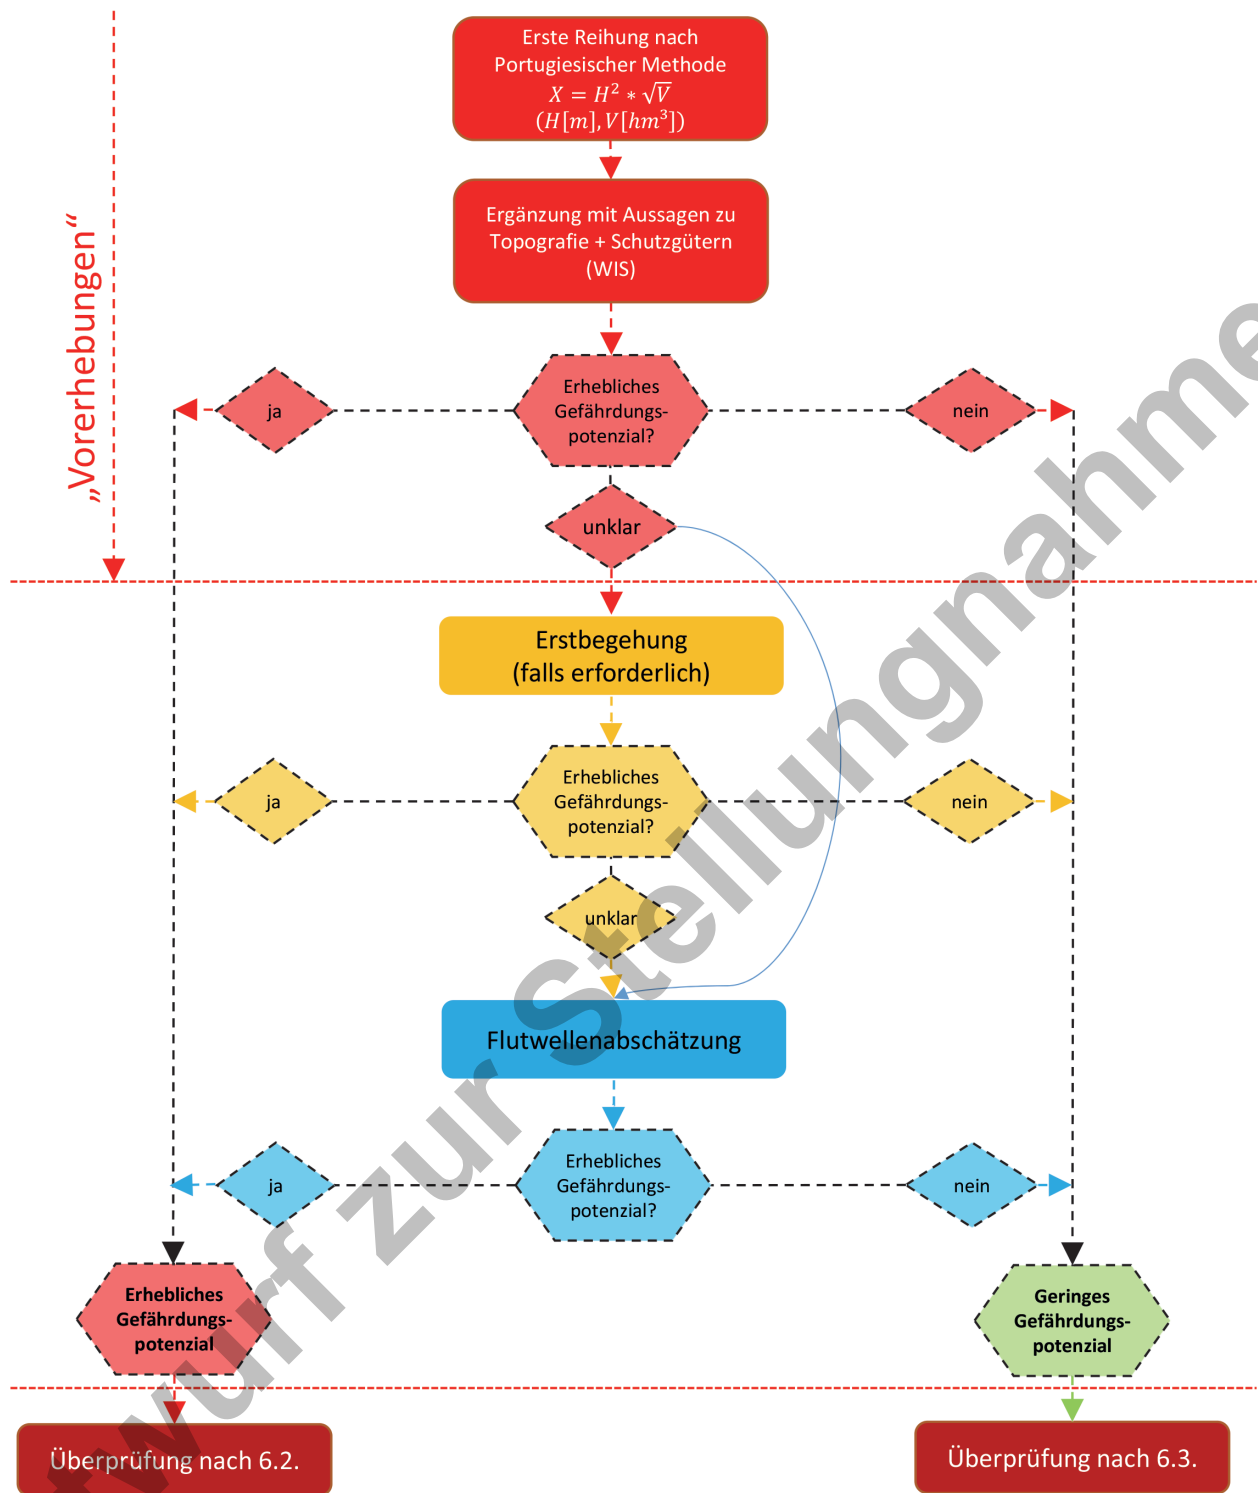 Erste Reihung nach
Portugiesischer Methode
X = H² * √V
(H[m], V[hm³])
Ergänzung mit Aussagen zu
Topografie + Schutzgütern
(WIS)
„Vorerhebungen“
ja
Erhebliches
Gefährdungs-
potenzial?
nein
unklar
Erstbegehung
(falls erforderlich)
ja
Erhebliches
Gefährdungs-
potenzial?
nein
unklar
Flutwellenabschätzung
ja
Erhebliches
Gefährdungs-
potenzial?
nein
Erhebliches
Gefährdungs-
potenzial
Geringes
Gefährdungs-
potenzial
Überprüfung nach 6.2.
Überprüfung nach 6.3.
twurf zur Stellungnahme